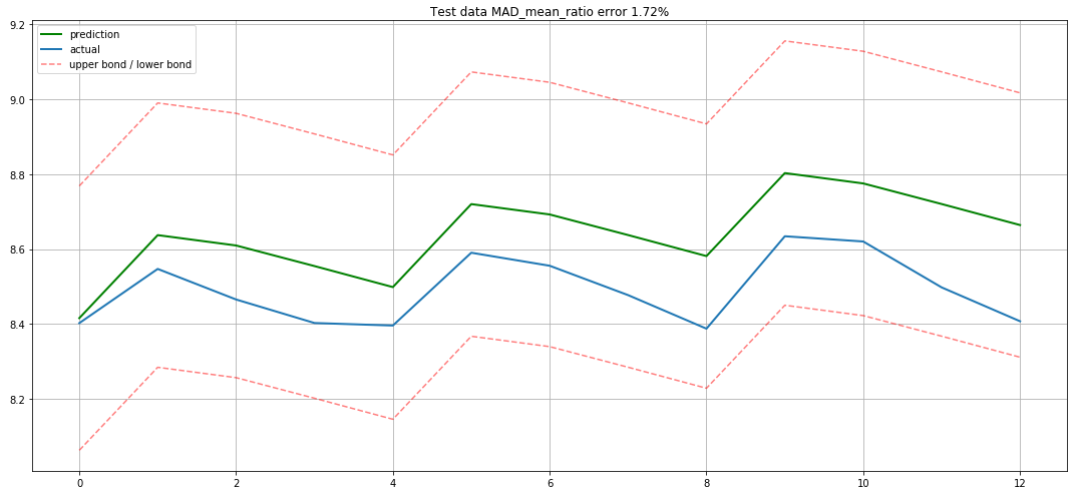 Test data MAD_mean_ratio error 1.72%
prediction
actual
upper bond / lower bond
9.2
9.0
8.8
8.6
8.4
8.2
0 2 4 6 8 10 12